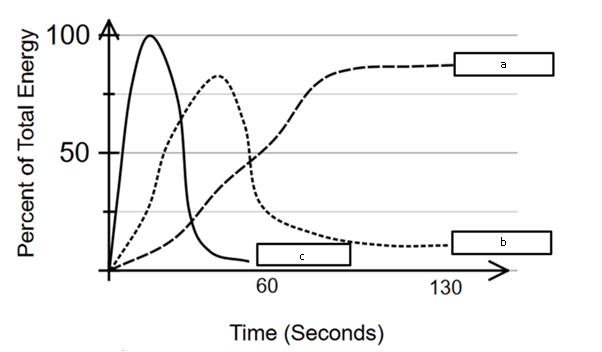 Percent of Total Energy
100
50
a
b
c
60
130
Time (Seconds)